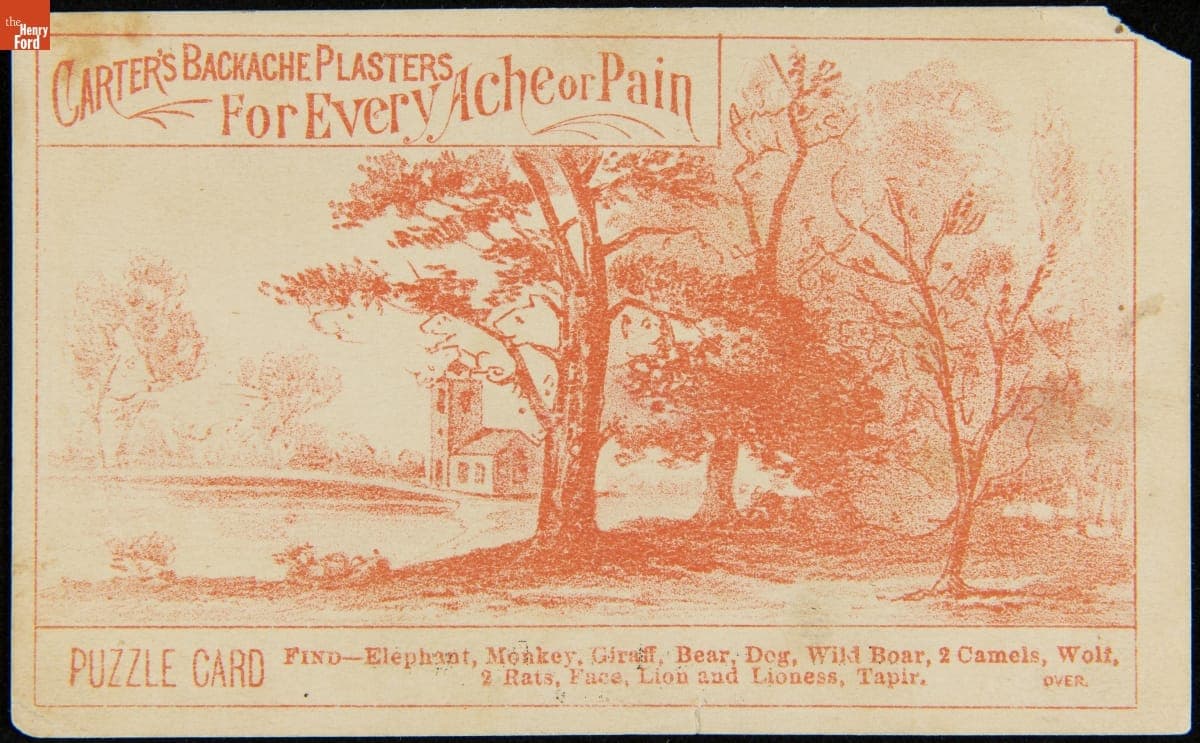 the Henry Ford
CARTER'S BACKACHE PLASTERS
FOR EVERY Ache or Pain
PUZZLE CARD
FIND—Elephant, Monkey, Giraff, Bear, Dog, Wild Boar, 2 Camels, Wolf,
2 Rats, Face, Lion and Lioness, Tapir.
OVER.